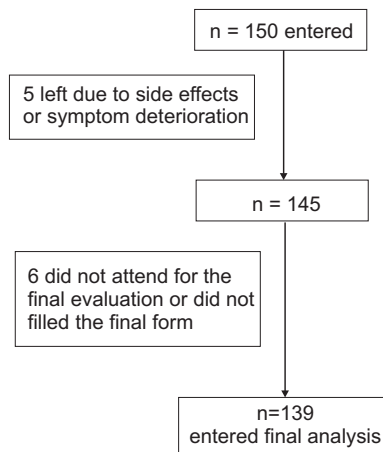 n = 150 entered
5 left due to side effects
or symptom deterioration
n = 145
6 did not attend for the
final evaluation or did not
filled the final form
n=139
entered final analysis